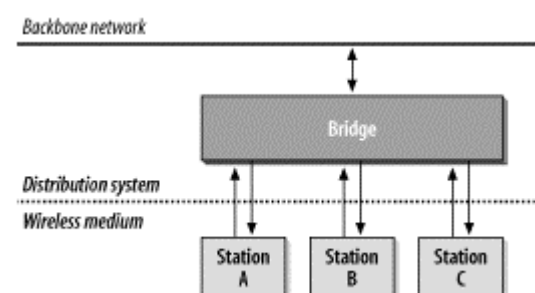 Backbone network
Bridge
Distribution system
Wireless medium
Station
A
Station
B
Station
C